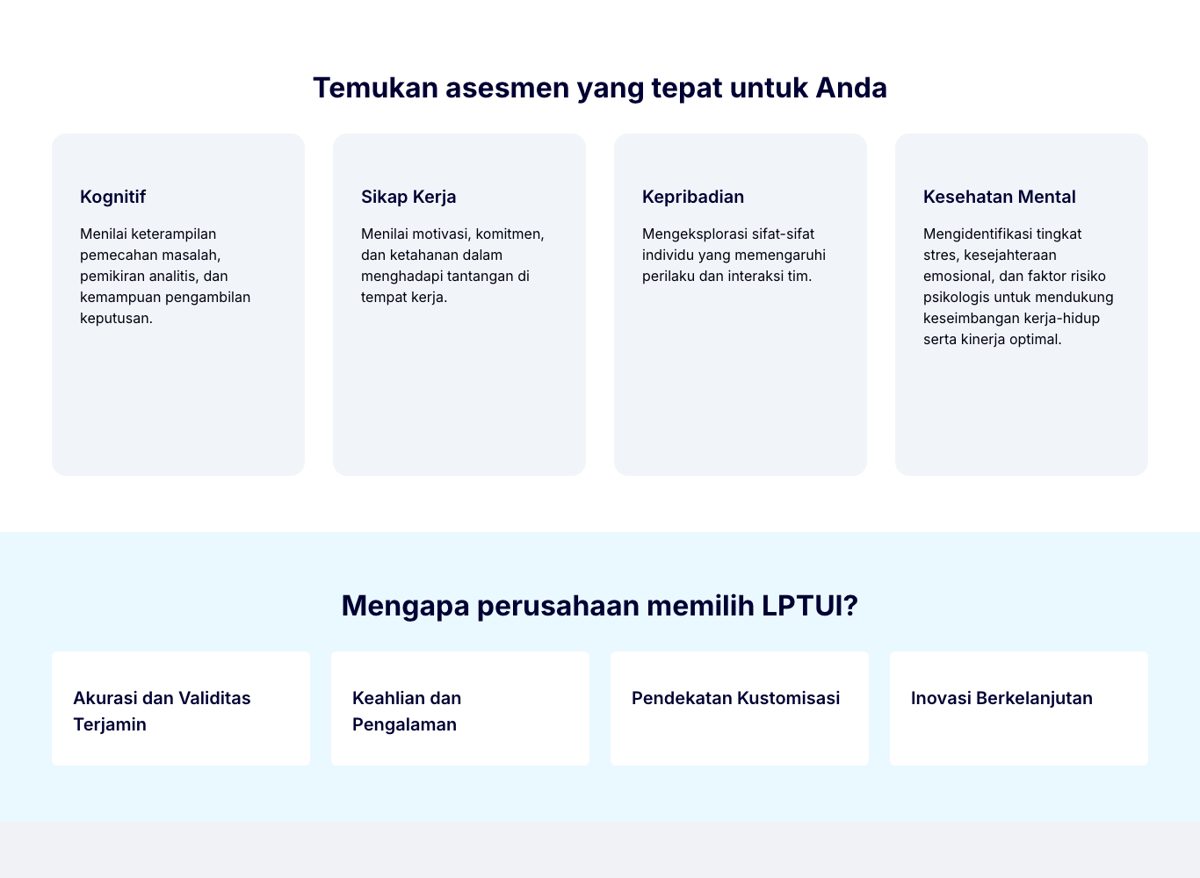 Temukan asesmen yang tepat untuk Anda
Kognitif
Menilai keterampilan
pemecahan masalah,
pemikiran analitis, dan
kemampuan pengambilan
keputusan.
Sikap Kerja
Menilai motivasi, komitmen,
dan ketahanan dalam
menghadapi tantangan di
tempat kerja.
Kepribadian
Mengeksplorasi sifat-sifat
individu yang memengaruhi
perilaku dan interaksi tim.
Kesehatan Mental
Mengidentifikasi tingkat
stres, kesejahteraan
emosional, dan faktor risiko
psikologis untuk mendukung
keseimbangan kerja-hidup
serta kinerja optimal.
Mengapa perusahaan memilih LPTUI?
Akurasi dan Validitas
Terjamin
Keahlian dan
Pengalaman
Pendekatan Kustomisasi
Inovasi Berkelanjutan